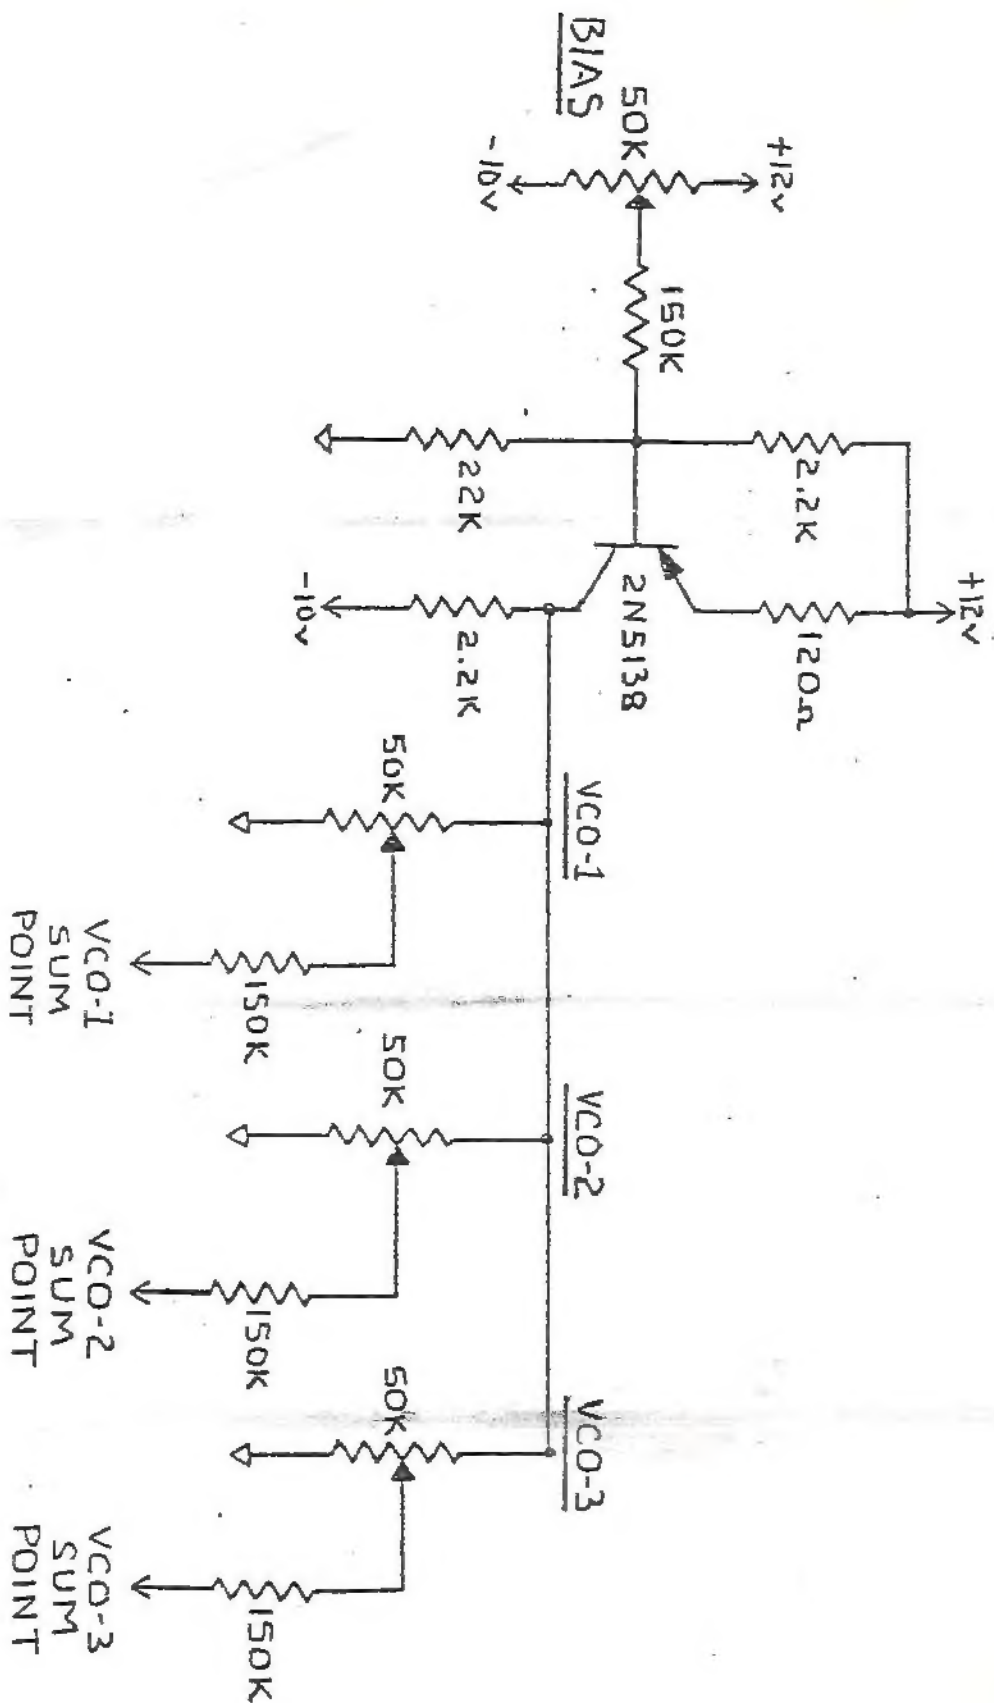 BIAS
50K
+12v
-10v
150K
22K
2.2K
+12v
120Ω
2N5138
2.2K
-10v
VCO-1
50K
150K
VCO-1
SUM
POINT
VCO-2
50K
150K
VCO-2
SUM
POINT
VCO-3
50K
150K
VCO-3
SUM
POINT